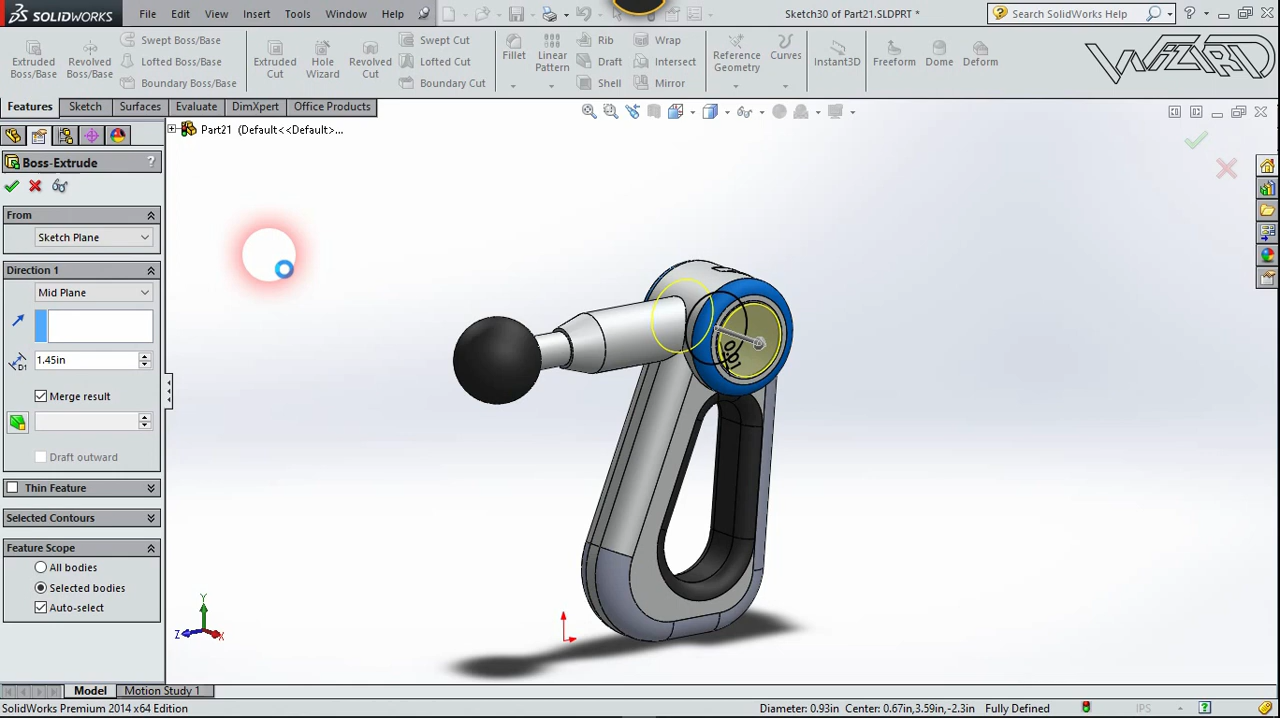 SOLIDWORKS File Edit View Insert Tools Window Help Sketch30 of Part21.SLDPRT * Search SolidWorks Help
Extruded Boss/Base Revolved Boss/Base Swept Boss/Base Lofted Boss/Base Boundary Boss/Base Extruded Cut Hole Wizard Revolved Cut Swept Cut Lofted Cut Boundary Cut Fillet Linear Pattern Rib Draft Shell Wrap Intersect Mirror Reference Geometry Curves Instant3D Freeform Dome Deform WIZARD
Features Sketch Surfaces Evaluate DimXpert Office Products
Part21 (Default<<Default>...
Boss-Extrude ?
From
Sketch Plane
Direction 1
Mid Plane
D1 1.45in
Merge result
Draft outward
Thin Feature
Selected Contours
Feature Scope
All bodies
Selected bodies
Auto-select
Y
Z X
Model Motion Study 1
SolidWorks Premium 2014 x64 Edition Diameter: 0.93in Center: 0.67in,3.59in,-2.3in Fully Defined IPS